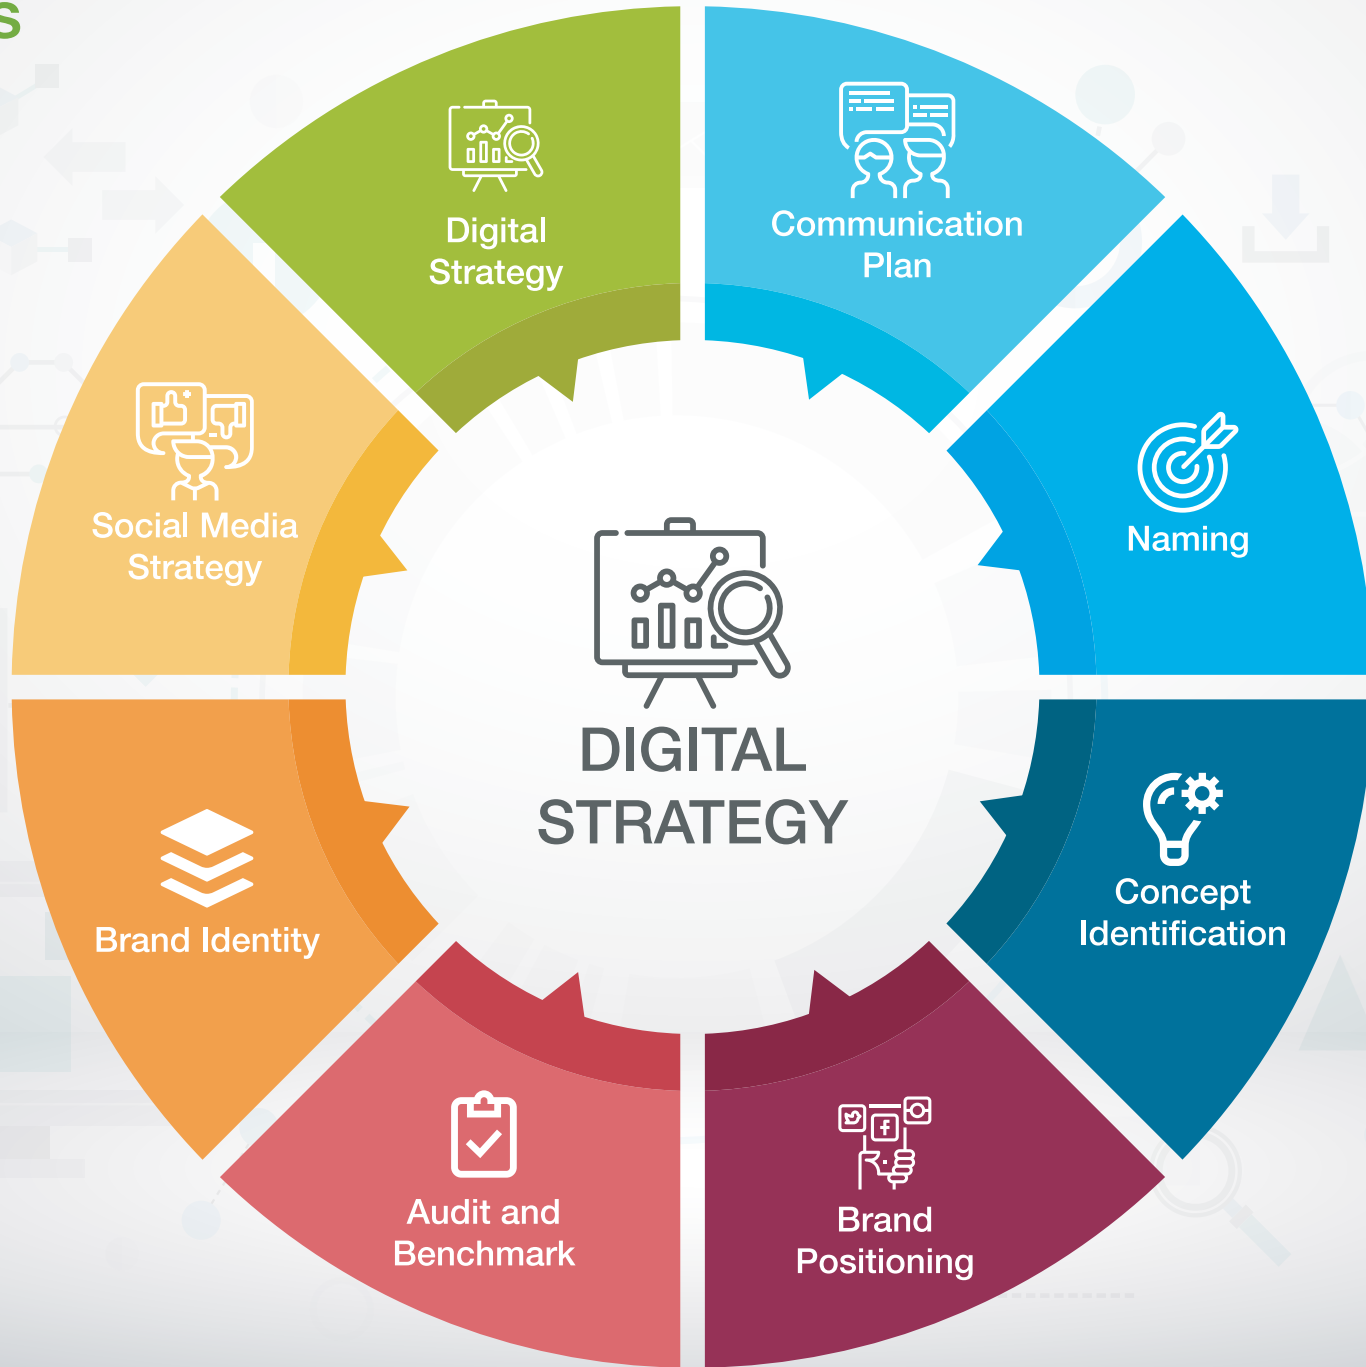 s
Digital
Strategy
Communication
Plan
Naming
Concept
Identification
Brand
Positioning
Audit and
Benchmark
Brand Identity
Social Media
Strategy
DIGITAL
STRATEGY